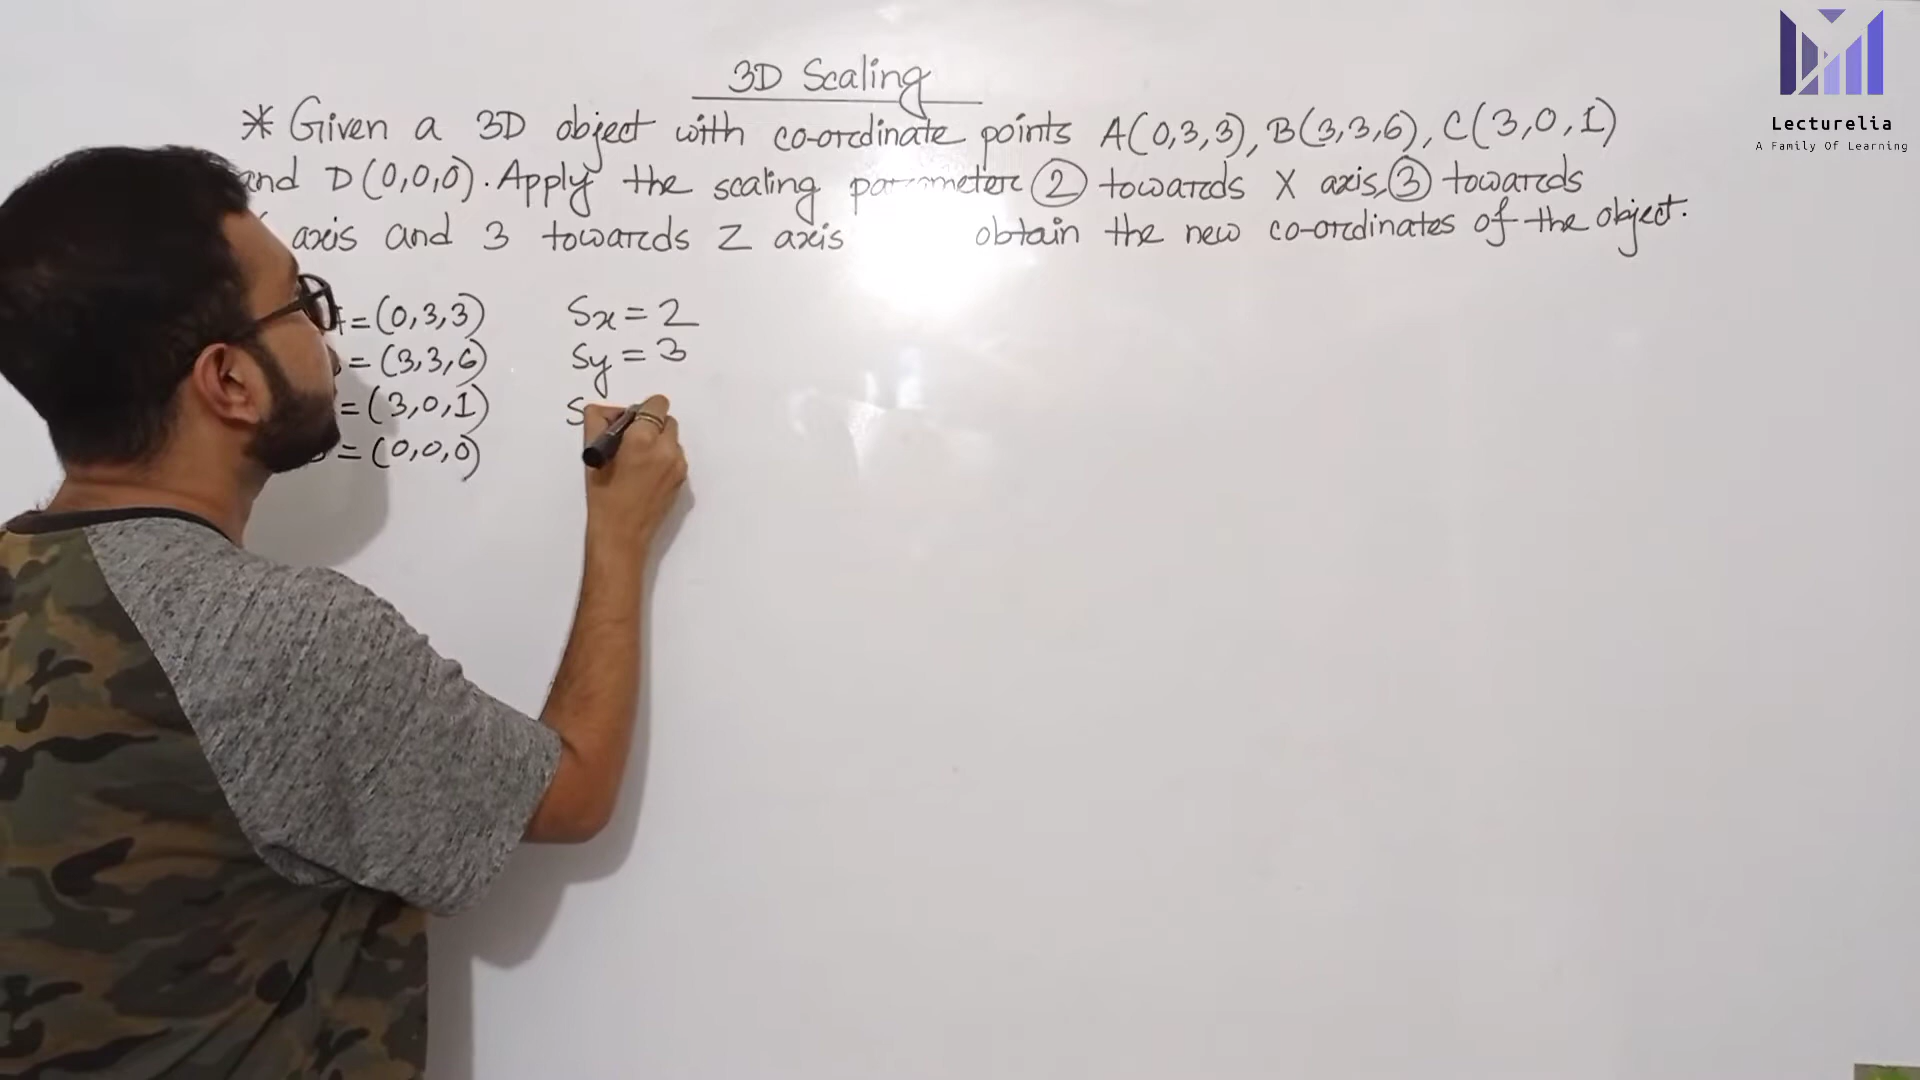 3D Scaling
* Given a 3D object with co-ordinate points A(0,3,3), B(3,3,6), C(3,0,1)
and D(0,0,0). Apply the scaling parameter 2 towards X axis, 3 towards
axis and 3 towards Z axis obtain the new co-ordinates of the object.
=(0,3,3) Sx = 2
=(3,3,6) Sy = 3
=(3,0,1) S
=(0,0,0)
Lecturelia
A Family Of Learning